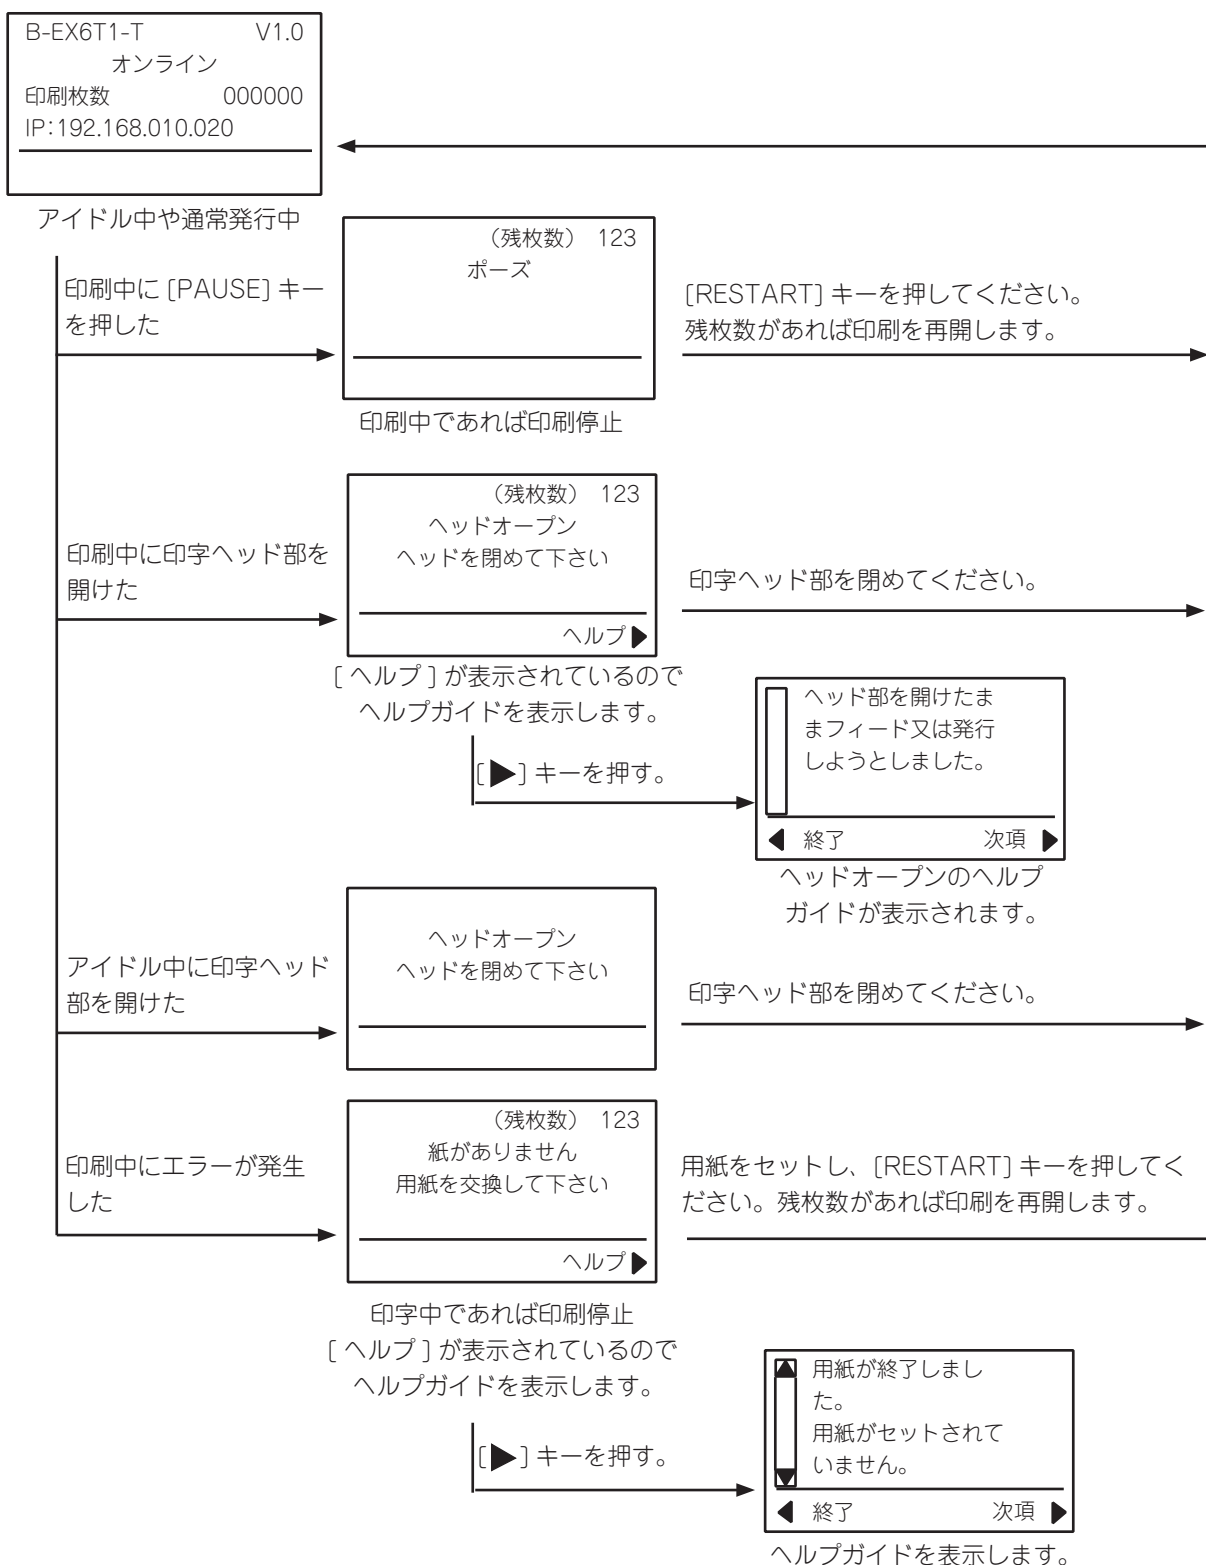 B-EX6T1-T V1.0
オンライン
印刷枚数 000000
IP:192.168.010.020
アイドル中や通常発行中
印刷中に [PAUSE] キー
を押した
(残枚数) 123
ポーズ
印刷中であれば印刷停止
[RESTART] キーを押してください。
残枚数があれば印刷を再開します。
印刷中に印字ヘッド部を
開けた
(残枚数) 123
ヘッドオープン
ヘッドを閉めて下さい
ヘルプ▶
印字ヘッド部を閉めてください。
[ ヘルプ ] が表示されているので
ヘルプガイドを表示します。
[▶] キーを押す。
ヘッド部を開けたま
まフィード又は発行
しようとしました。
◀ 終了 次項 ▶
ヘッドオープンのヘルプ
ガイドが表示されます。
アイドル中に印字ヘッド
部を開けた
ヘッドオープン
ヘッドを閉めて下さい
印字ヘッド部を閉めてください。
印刷中にエラーが発生
した
(残枚数) 123
紙がありません
用紙を交換して下さい
ヘルプ▶
用紙をセットし、[RESTART] キーを押してく
ださい。残枚数があれば印刷を再開します。
印字中であれば印刷停止
[ ヘルプ ] が表示されているので
ヘルプガイドを表示します。
[▶] キーを押す。
用紙が終了しまし
た。
用紙がセットされて
いません。
◀ 終了 次項 ▶
ヘルプガイドを表示します。